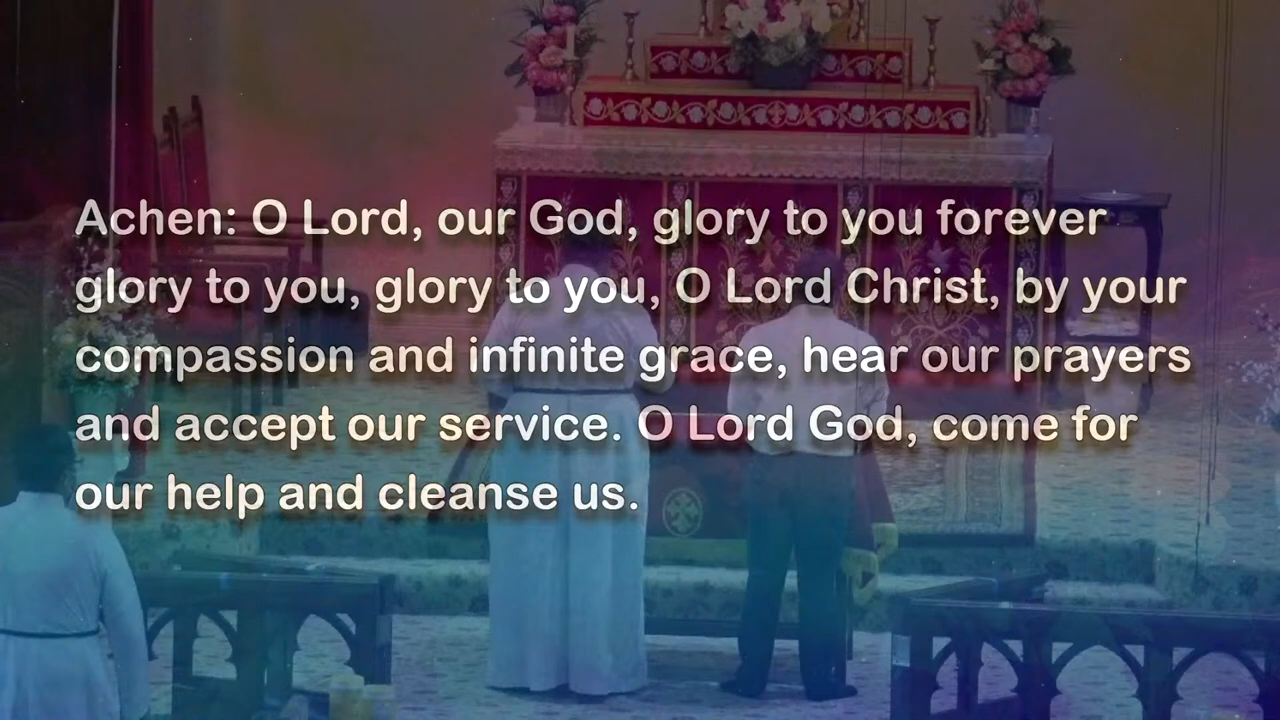 Achen: O Lord, our God, glory to you forever
glory to you, glory to you, O Lord Christ, by your
compassion and infinite grace, hear our prayers
and accept our service. O Lord God, come for
our help and cleanse us.